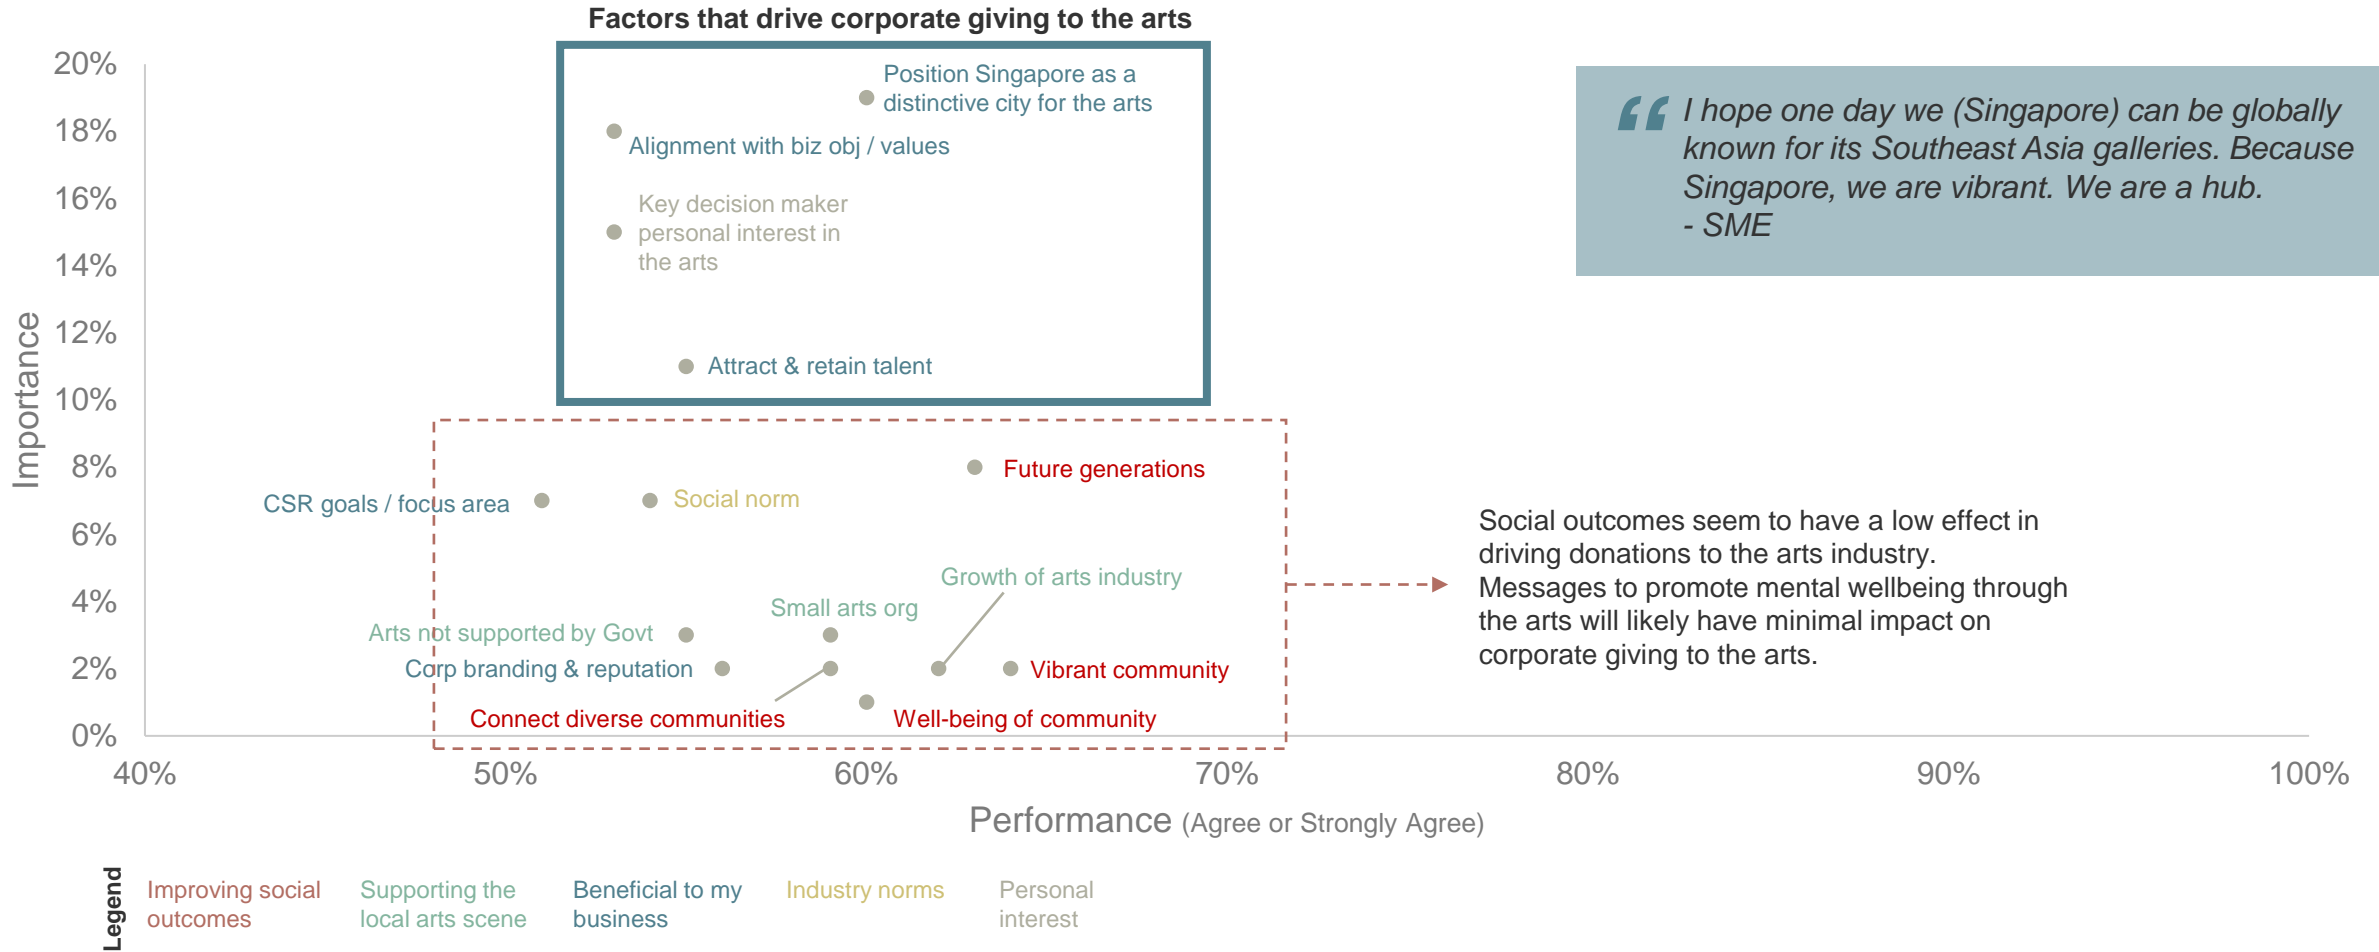 Factors that drive corporate giving to the arts
20%
18%
16%
14%
12%
10%
8%
6%
4%
2%
0%
Importance
Position Singapore as a
distinctive city for the arts
Alignment with biz obj / values
Key decision maker
personal interest in
the arts
Attract & retain talent
Future generations
CSR goals / focus area
Social norm
Growth of arts industry
Small arts org
Arts not supported by Govt
Corp branding & reputation
Vibrant community
Connect diverse communities
Well-being of community
40%
50%
60%
70%
80%
90%
100%
Performance (Agree or Strongly Agree)
“ I hope one day we (Singapore) can be globally
known for its Southeast Asia galleries. Because
Singapore, we are vibrant. We are a hub.
- SME
Social outcomes seem to have a low effect in
driving donations to the arts industry.
Messages to promote mental wellbeing through
the arts will likely have minimal impact on
corporate giving to the arts.
Legend
Improving social
outcomes
Supporting the
local arts scene
Beneficial to my
business
Industry norms
Personal
interest